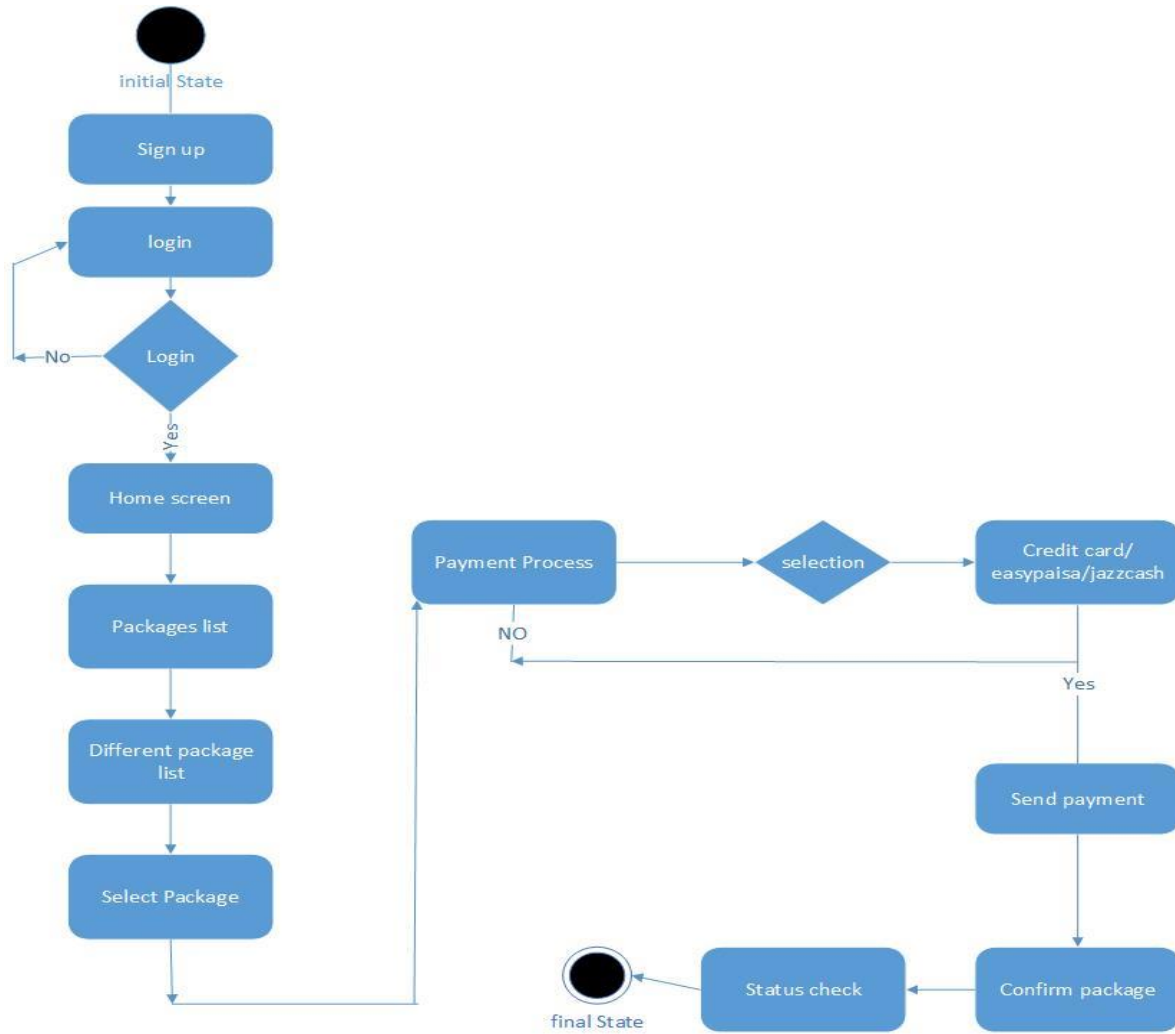 initial State
Sign up
login
Login
No
Yes
Home screen
Packages list
Different package
list
Select Package
Payment Process
selection
Credit card/
easypaisa/jazzcash
NO
Yes
Send payment
Confirm package
Status check
final State